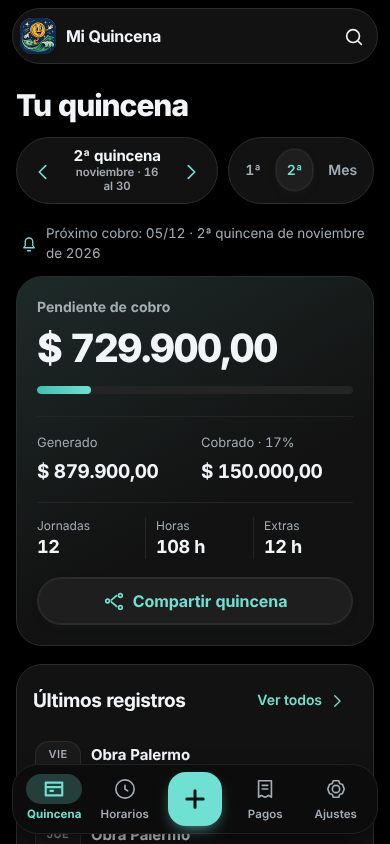 Mi Quincena
Tu quincena
2ª quincena
noviembre · 16
al 30
1ª
2ª
Mes
Próximo cobro: 05/12 · 2ª quincena de noviembre
de 2026
Pendiente de cobro
$ 729.900,00
Generado
Cobrado · 17%
$ 879.900,00
$ 150.000,00
Jornadas
Horas
Extras
12
108 h
12 h
Compartir quincena
Últimos registros
Ver todos
VIE
Obra Palermo
Quincena
Horarios
Pagos
Ajustes
JUE
Obra Palermo